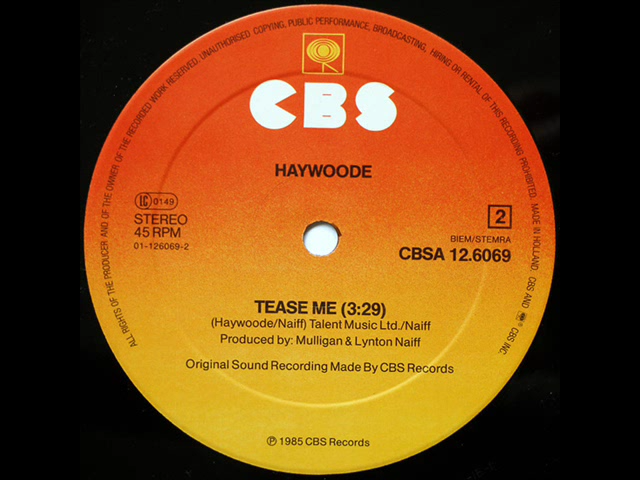 ALL RIGHTS OF THE PRODUCER AND OF THE OWNER OF THE RECORDED WORK RESERVED. UNAUTHORISED COPYING, PUBLIC PERFORMANCE, BROADCASTING, HIRING OR RENTAL OF THIS RECORDING PROHIBITED. MADE IN HOLLAND CBS AND CBS INC.
CBS
HAYWOODE
LC 0149
STEREO
45 RPM
01-126069-2
2
BIEM/STEMRA
CBSA 12.6069
TEASE ME (3:29)
(Haywoode/Naiff) Talent Music Ltd./Naiff
Produced by: Mulligan & Lynton Naiff
Original Sound Recording Made By CBS Records
℗ 1985 CBS Records